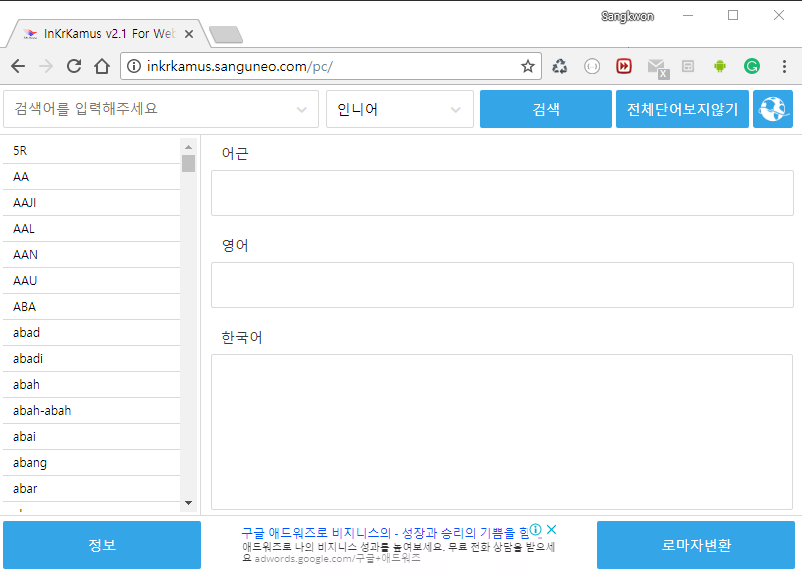 Sangkwon
InKrKamus v2.1 For Web
inkrkamus.sanguneo.com/pc/
검색어를 입력해주세요
인니어
검색
전체단어보지않기
5R
AA
AAJI
AAL
AAN
AAU
ABA
abad
abadi
abah
abah-abah
abai
abang
abar
어근
영어
한국어
정보
구글 애드워즈로 비지니스의 - 성장과 승리의 기쁨을
애드워즈로 나의 비지니스 성과를 높여보세요. 무료 전화 상담을 받으세
요 adwords.google.com/구글+애드워즈
로마자변환